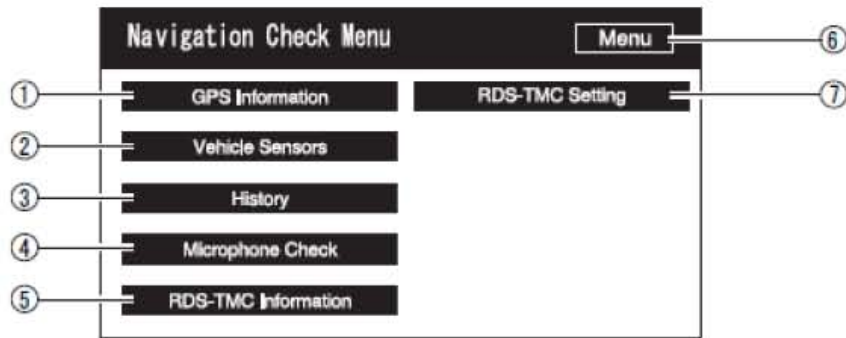 Navigation Check Menu
Menu
⑥
① GPS Information
RDS-TMC Setting ⑦
② Vehicle Sensors
③ History
④ Microphone Check
⑤ RDS-TMC Information